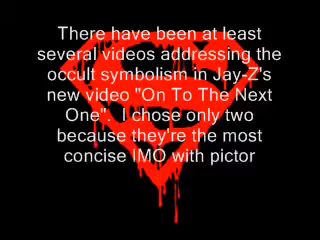 There have been at least
several videos addressing the
occult symbolism in Jay-Z's
new video "On To The Next
One".  I chose only two
because they're the most
concise IMO with pictor